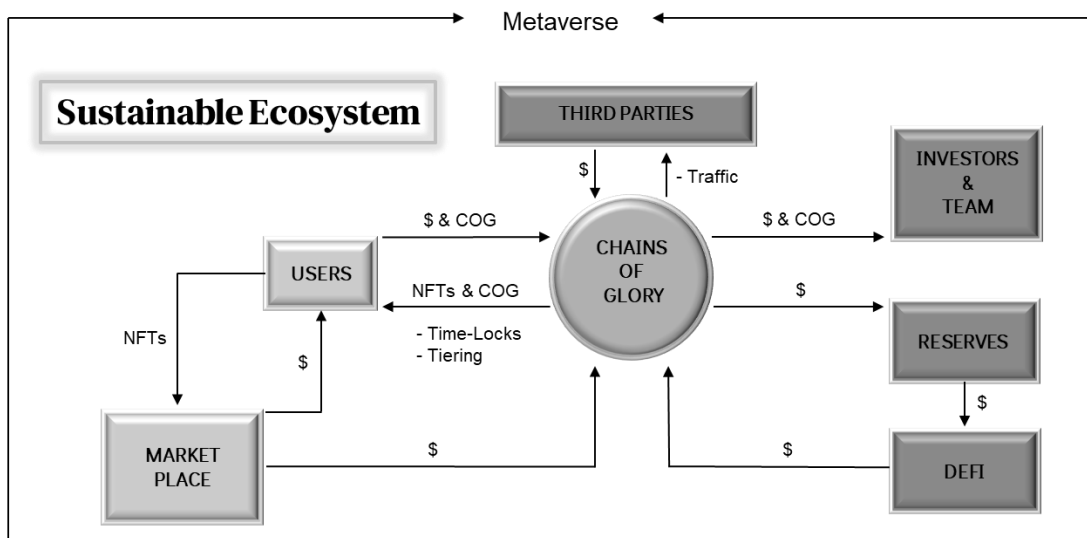 Metaverse
Sustainable Ecosystem
THIRD PARTIES
$
- Traffic
INVESTORS
&
TEAM
$ & COG
CHAINS
OF
GLORY
$ & COG
USERS
NFTs & COG
$
- Time-Locks
- Tiering
NFTs
$
RESERVES
$
MARKET
PLACE
$
$
DEFI